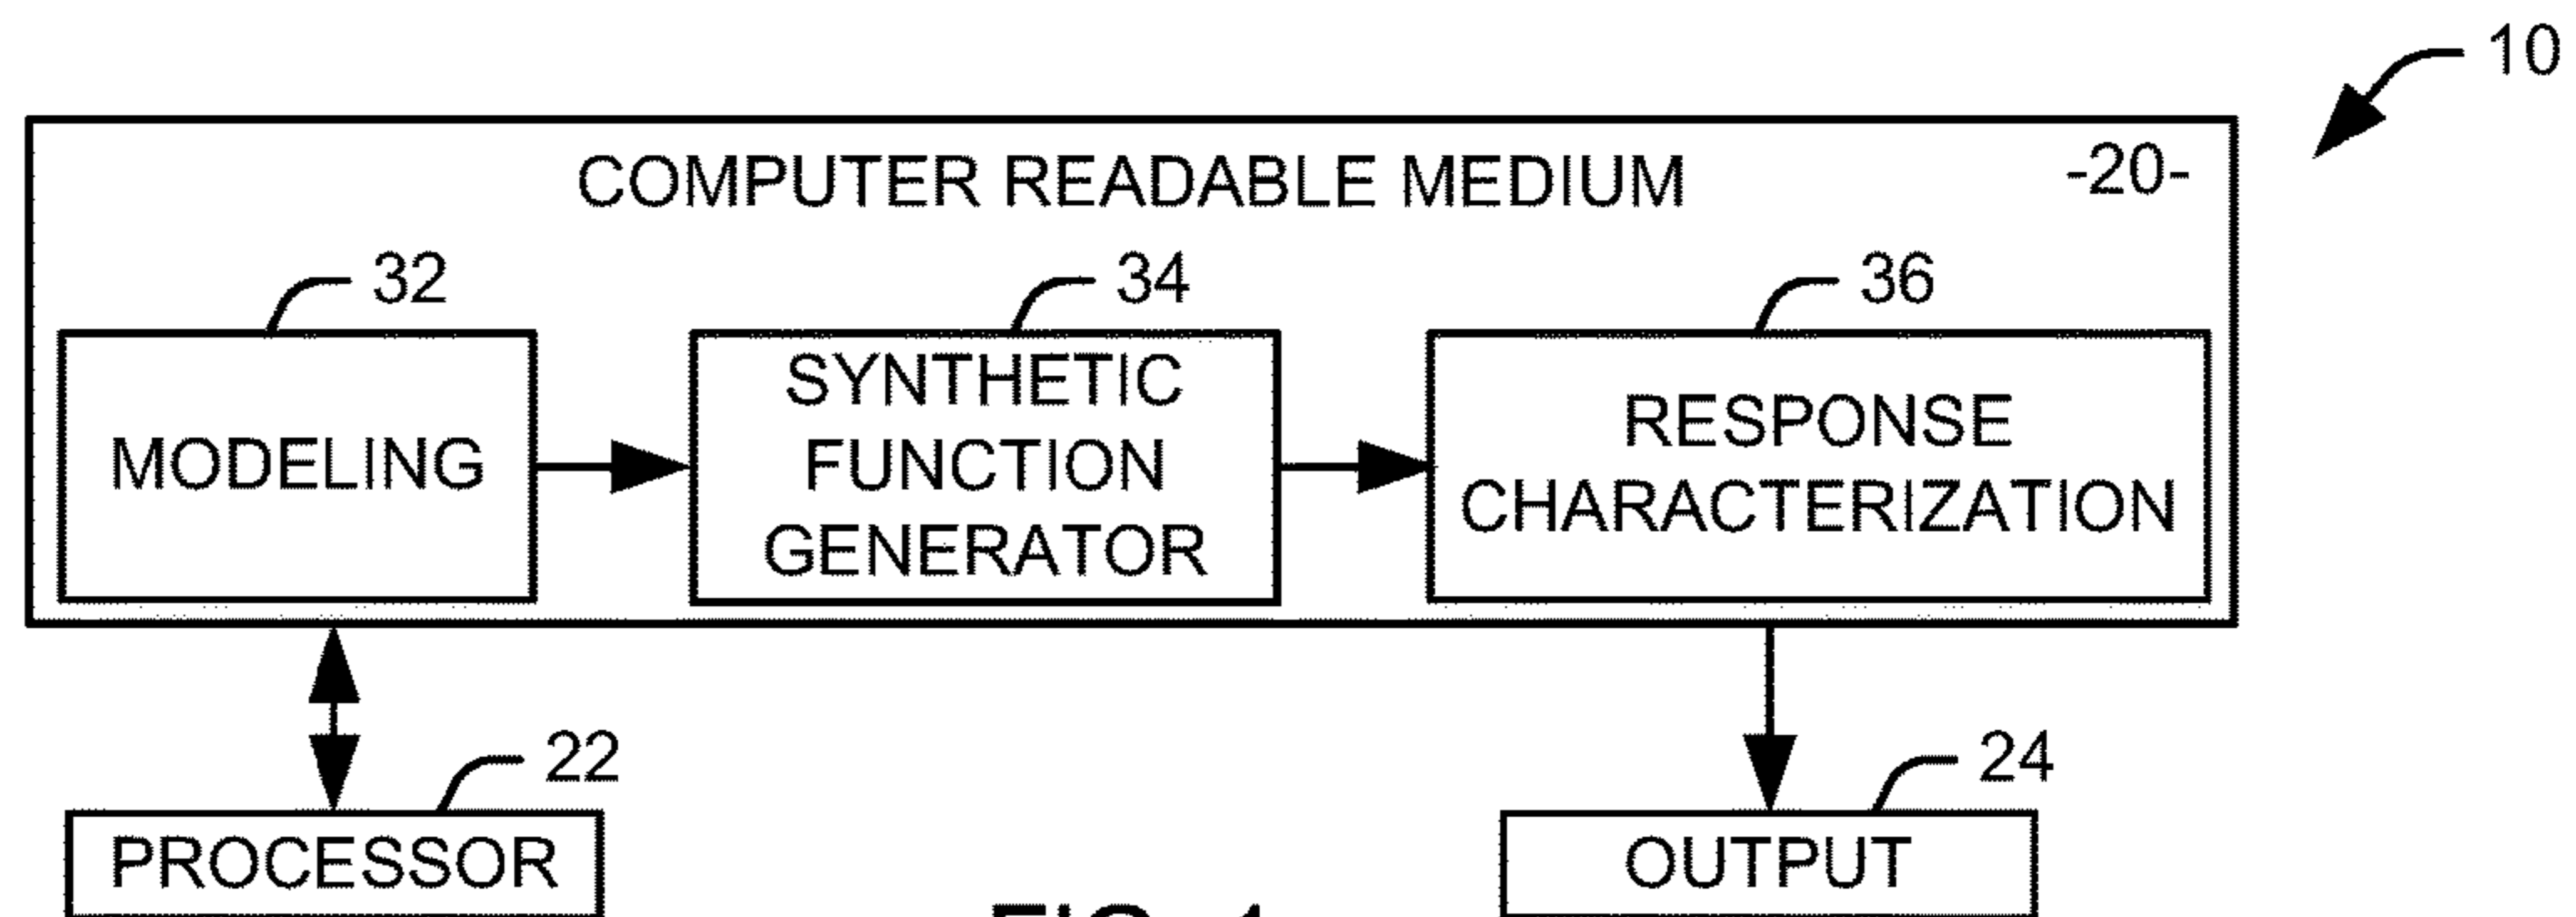 10
COMPUTER READABLE MEDIUM
-20-
32
34
36
MODELING
SYNTHETIC
FUNCTION
GENERATOR
RESPONSE
CHARACTERIZATION
22
24
PROCESSOR
OUTPUT